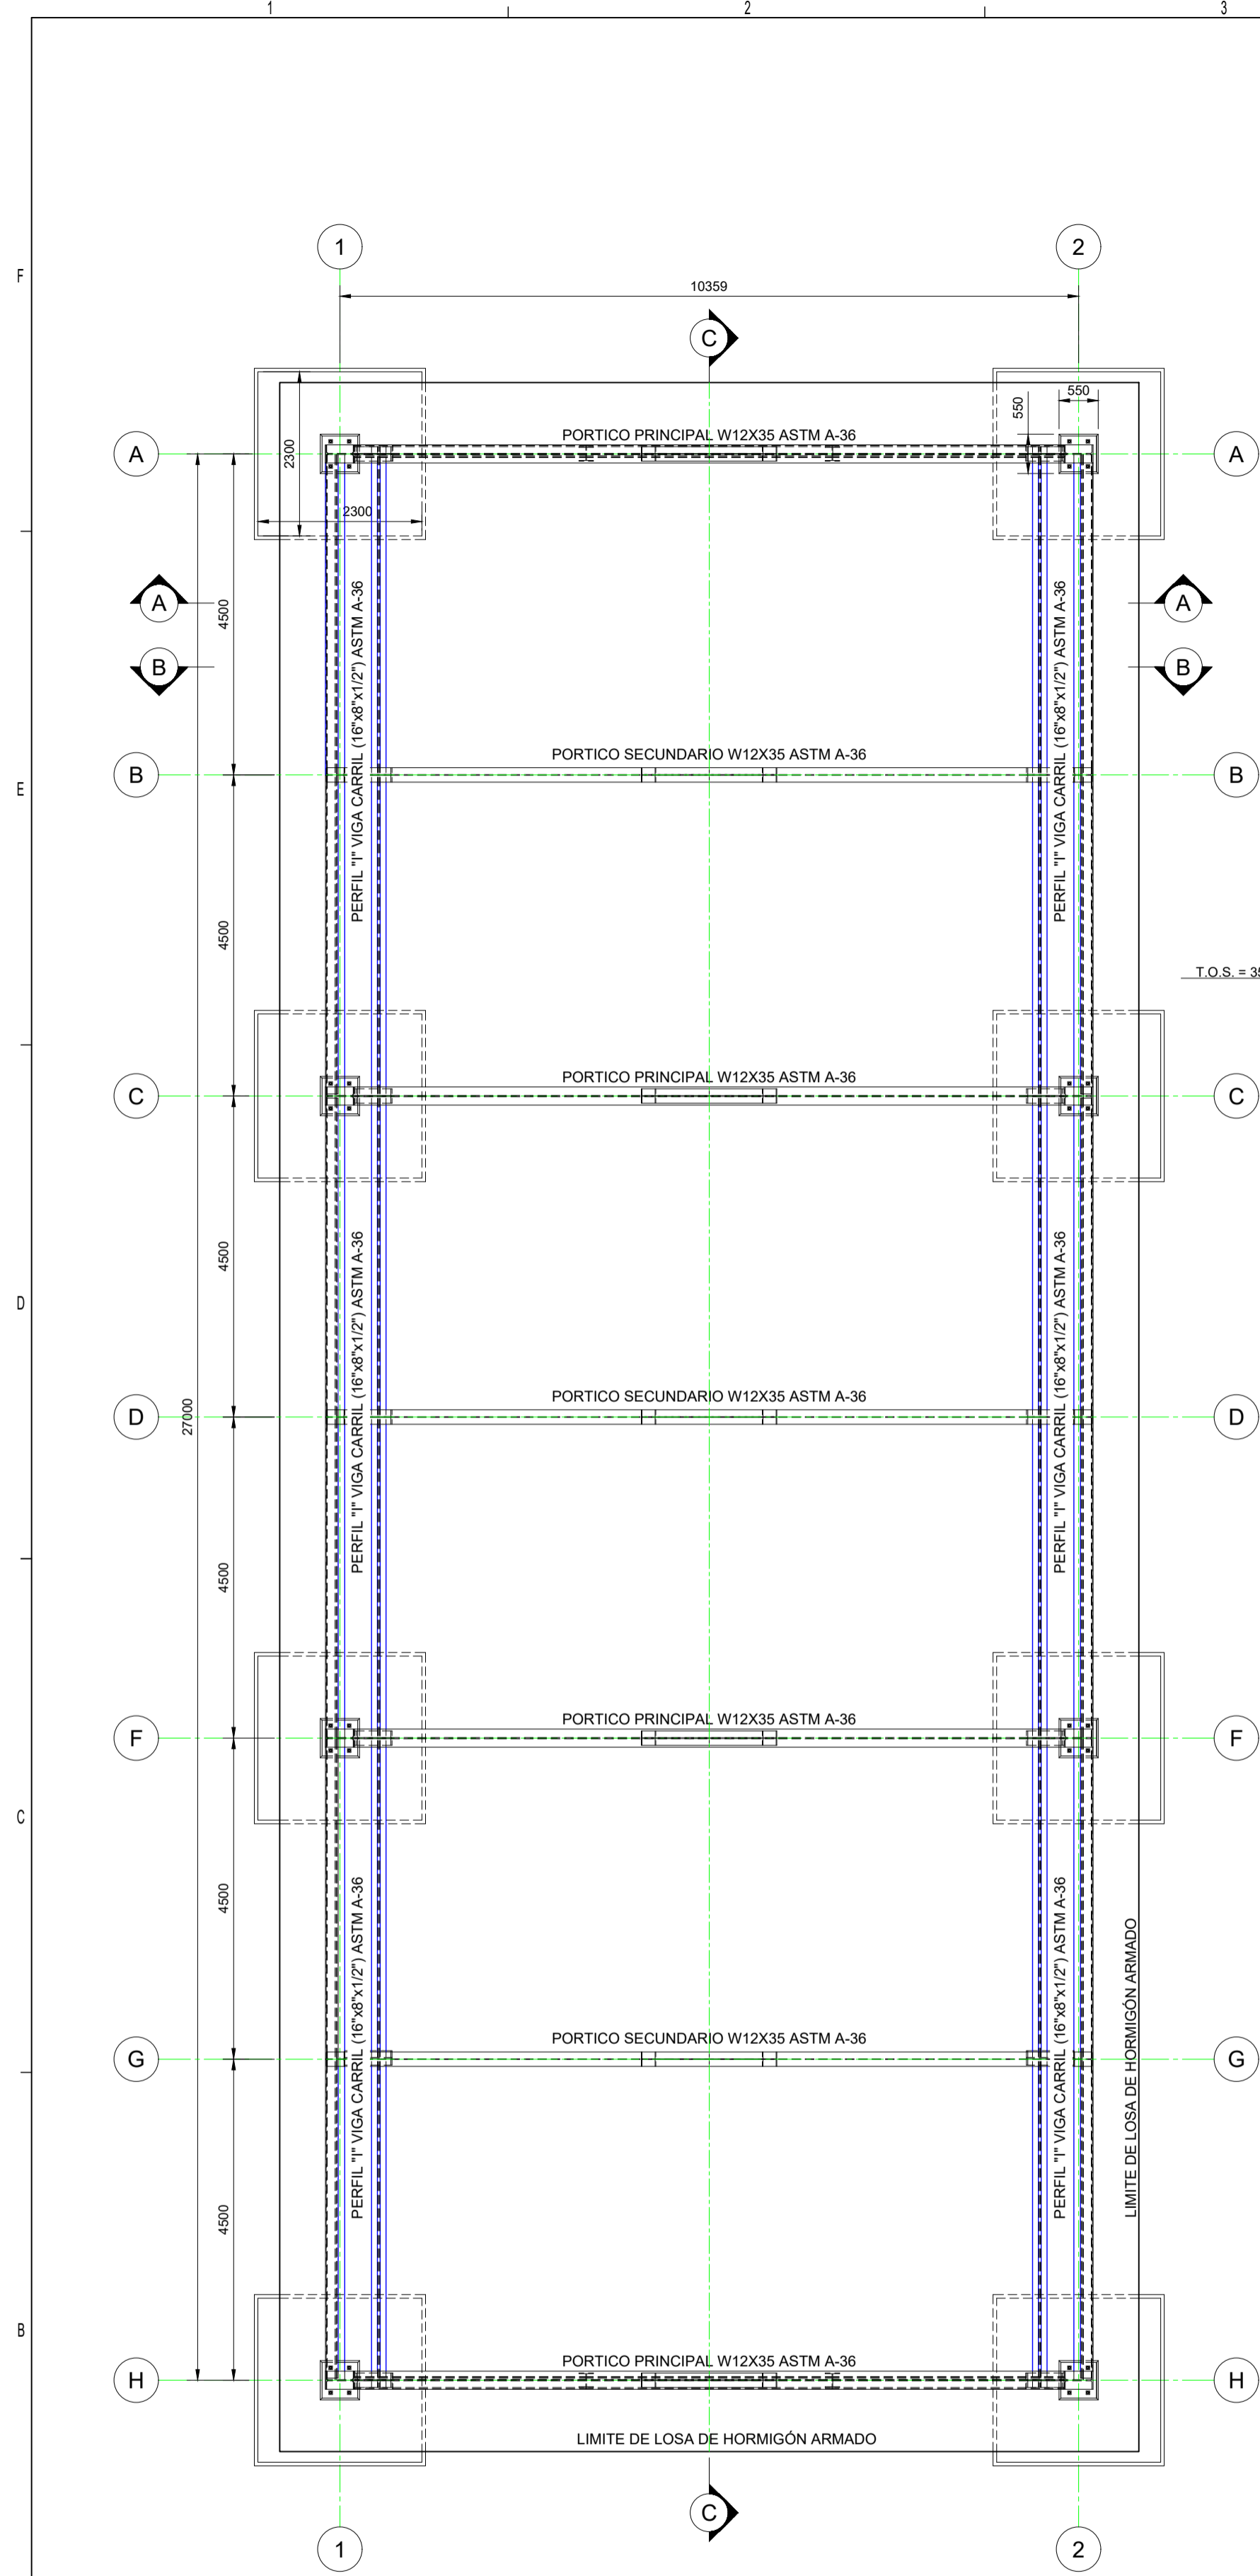 1 2 3
F
1 2
10359
C
550
550
A PORTICO PRINCIPAL W12X35 ASTM A-36 A
2300
2300
A A
4500
PERFIL "I" VIGA CARRIL (16"x8"x1/2") ASTM A-36
PERFIL "I" VIGA CARRIL (16"x8"x1/2") ASTM A-36
B B
PORTICO SECUNDARIO W12X35 ASTM A-36
B B
E
4500
T.O.S. = 35
PORTICO PRINCIPAL W12X35 ASTM A-36
C C
4500
PERFIL "I" VIGA CARRIL (16"x8"x1/2") ASTM A-36
PERFIL "I" VIGA CARRIL (16"x8"x1/2") ASTM A-36
D
PORTICO SECUNDARIO W12X35 ASTM A-36
D D
27000
4500
PORTICO PRINCIPAL W12X35 ASTM A-36
F F
C
4500
PERFIL "I" VIGA CARRIL (16"x8"x1/2") ASTM A-36
PERFIL "I" VIGA CARRIL (16"x8"x1/2") ASTM A-36
LIMITE DE LOSA DE HORMIGÓN ARMADO
PORTICO SECUNDARIO W12X35 ASTM A-36
G G
4500
B
PORTICO PRINCIPAL W12X35 ASTM A-36
H H
LIMITE DE LOSA DE HORMIGÓN ARMADO
C
1 2